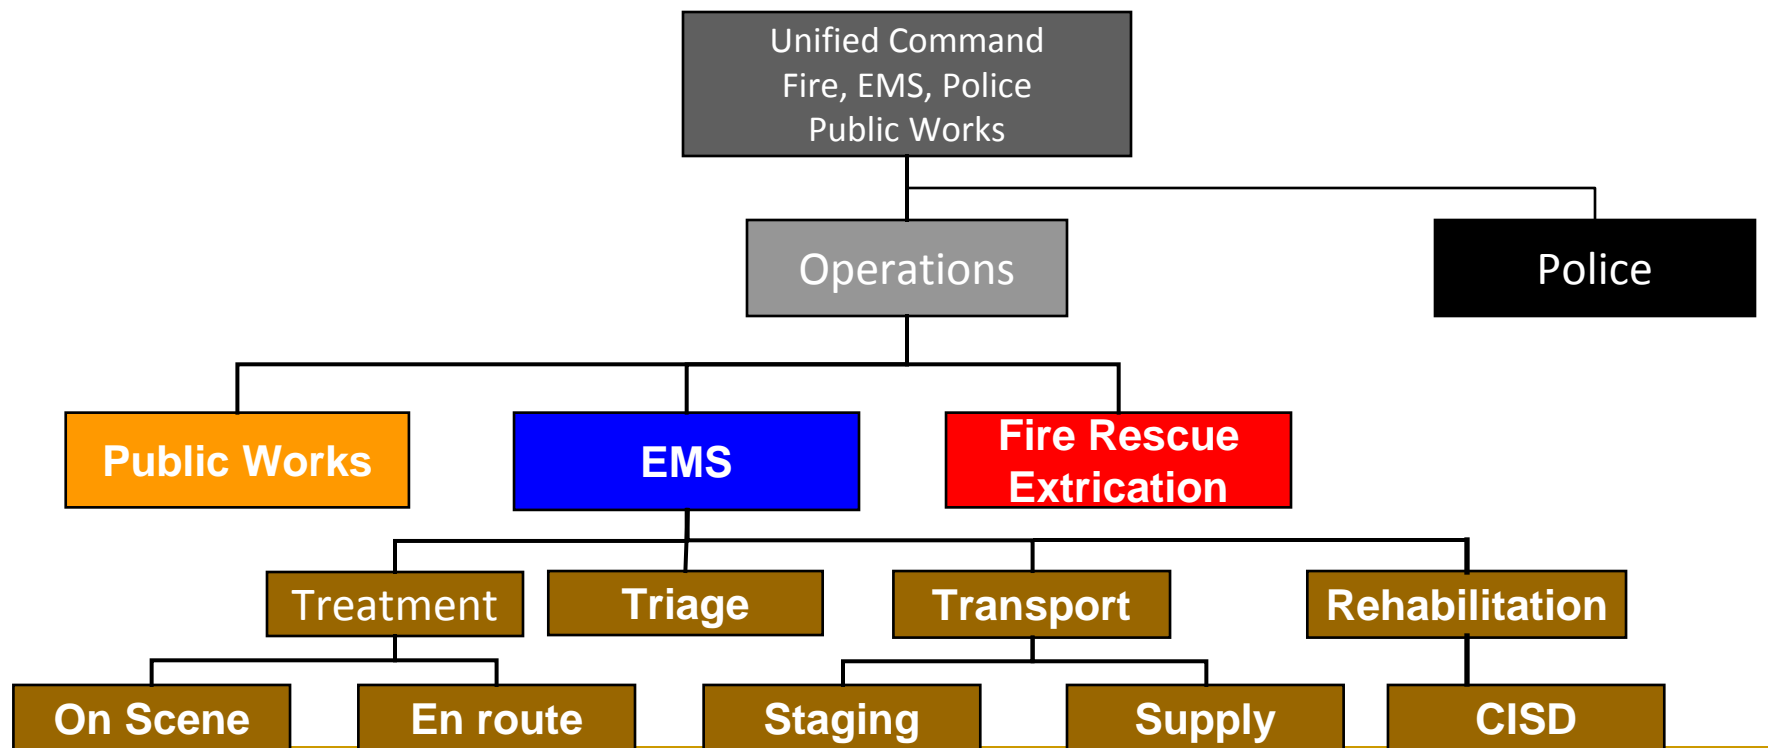 Unified Command
Fire, EMS, Police
Public Works
Operations
Police
Public Works
EMS
Fire Rescue
Extrication
Treatment
Triage
Transport
Rehabilitation
On Scene
En route
Staging
Supply
CISD